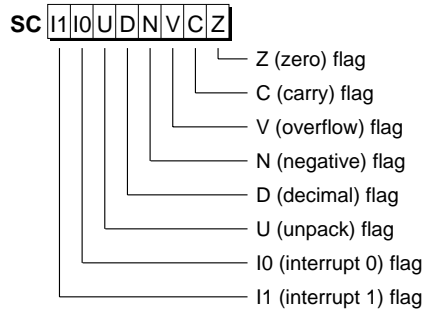 SC I1 I0 U D N V C Z
Z (zero) flag
C (carry) flag
V (overflow) flag
N (negative) flag
D (decimal) flag
U (unpack) flag
I0 (interrupt 0) flag
I1 (interrupt 1) flag